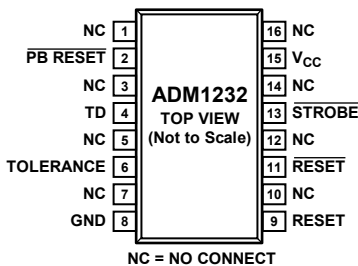 NC 1 16 NC
PB RESET 2 15 VCC
NC 3 14 NC
ADM1232
TD 4 TOP VIEW 13 STROBE
NC 5 (Not to Scale) 12 NC
TOLERANCE 6 11 RESET
NC 7 10 NC
GND 8 9 RESET
NC = NO CONNECT